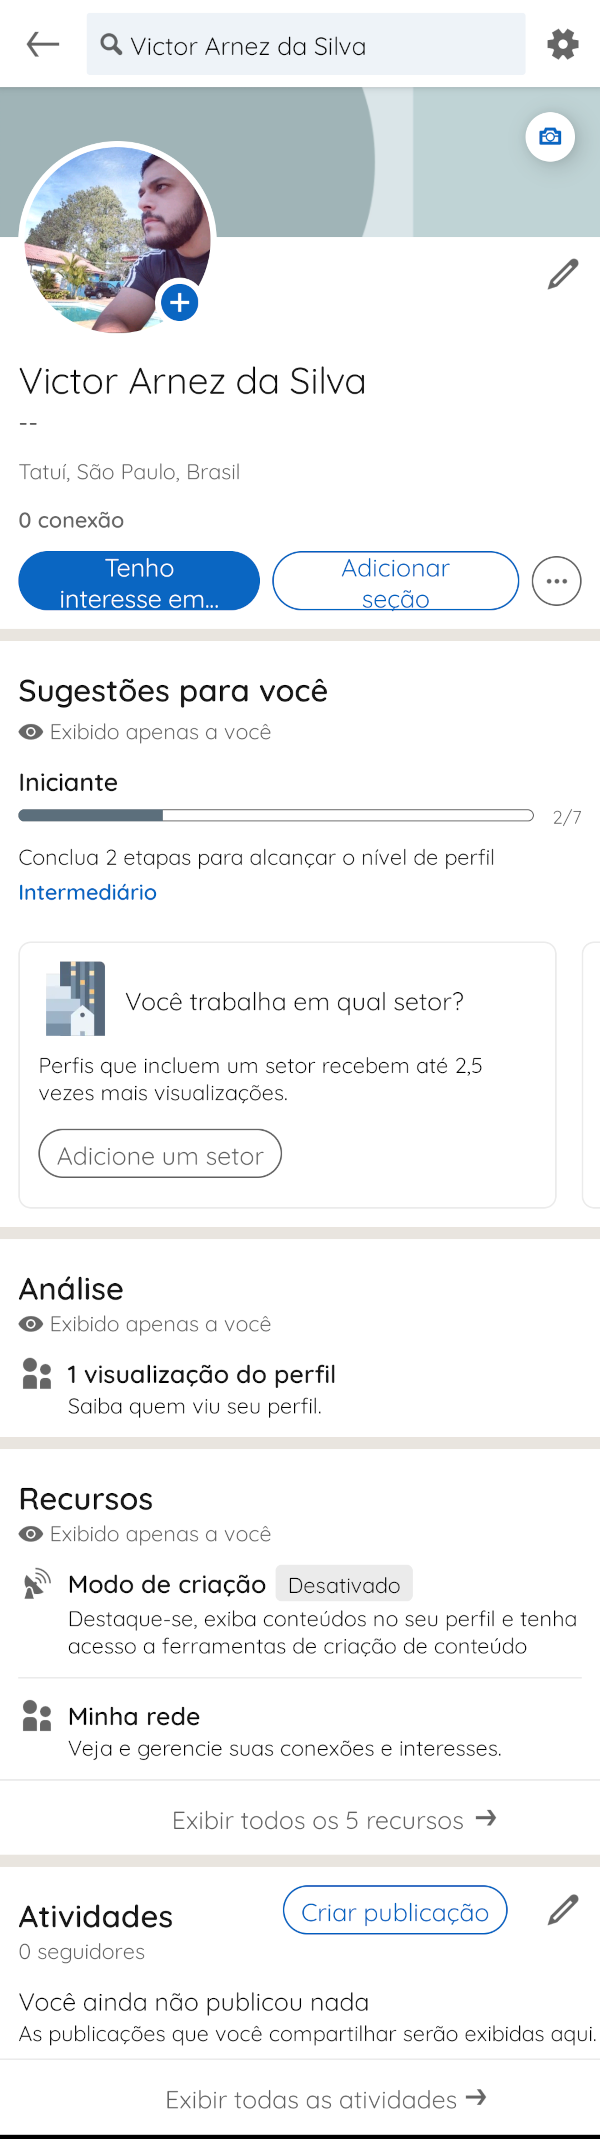 Victor Arnez da Silva
Victor Arnez da Silva
--
Tatuí, São Paulo, Brasil
0 conexão
Tenho
interesse em...
Adicionar
seção
Sugestões para você
Exibido apenas a você
Iniciante
2/7
Conclua 2 etapas para alcançar o nível de perfil
Intermediário
Você trabalha em qual setor?
Perfis que incluem um setor recebem até 2,5
vezes mais visualizações.
Adicione um setor
Análise
Exibido apenas a você
1 visualização do perfil
Saiba quem viu seu perfil.
Recursos
Exibido apenas a você
Modo de criação Desativado
Destaque-se, exiba conteúdos no seu perfil e tenha
acesso a ferramentas de criação de conteúdo
Minha rede
Veja e gerencie suas conexões e interesses.
Exibir todos os 5 recursos →
Atividades Criar publicação
0 seguidores
Você ainda não publicou nada
As publicações que você compartilhar serão exibidas aqui.
Exibir todas as atividades →